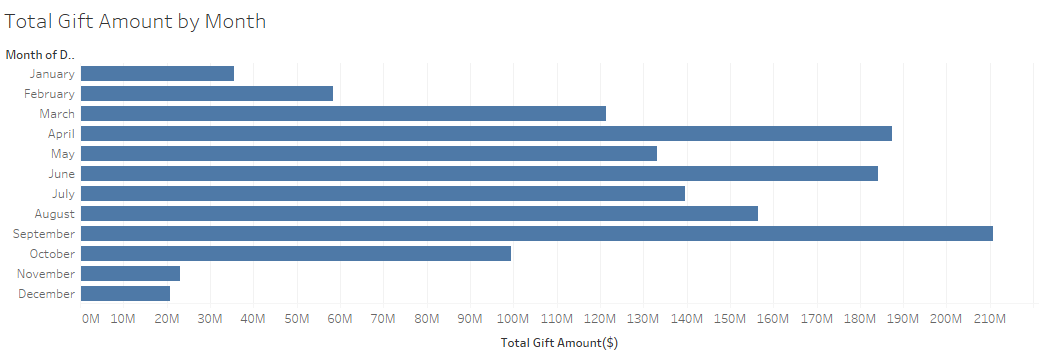 Total Gift Amount by Month
Month of D..
January
February
March
April
May
June
July
August
September
October
November
December
0M 10M 20M 30M 40M 50M 60M 70M 80M 90M 100M 110M 120M 130M 140M 150M 160M 170M 180M 190M 200M 210M
Total Gift Amount($)